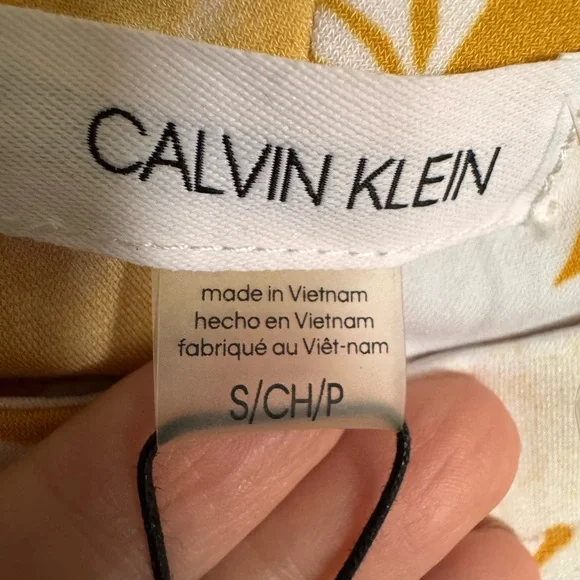 CALVIN KLEIN
made in Vietnam
hecho en Vietnam
fabriqué au Viêt-nam
S/CH/P